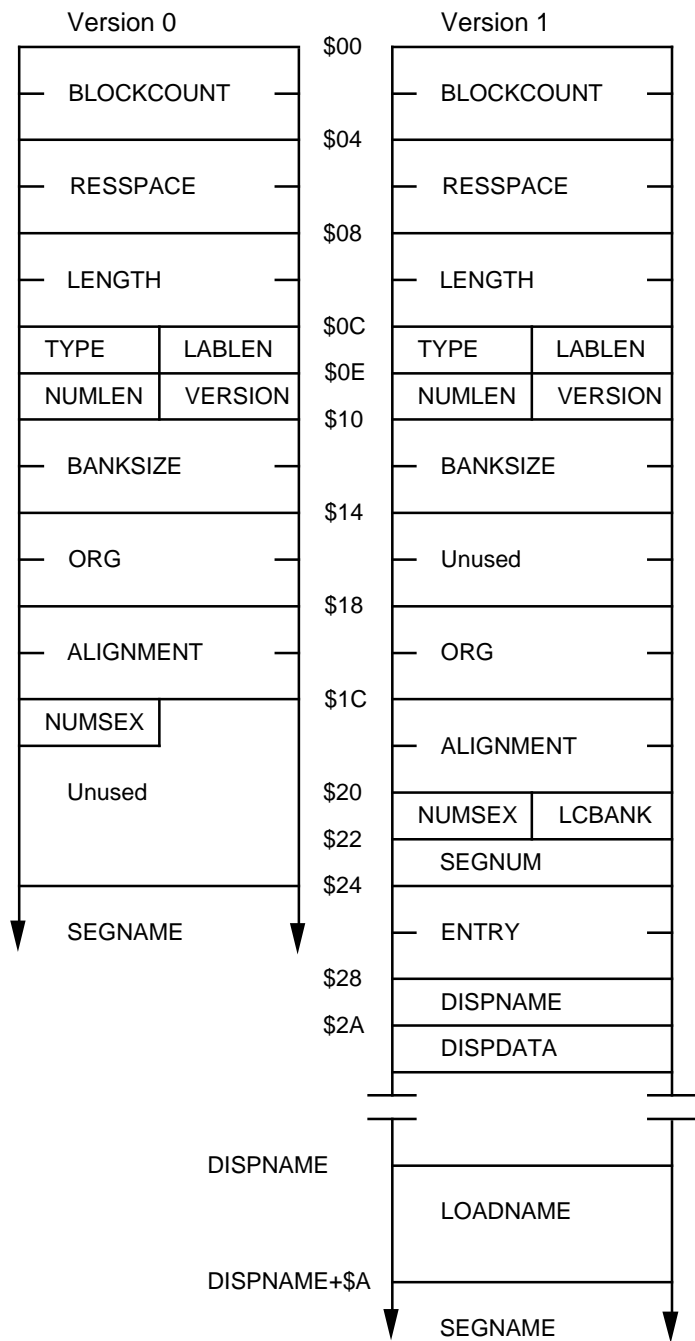 Version 0 Version 1
$00
BLOCKCOUNT BLOCKCOUNT
$04
RESSPACE RESSPACE
$08
LENGTH LENGTH
$0C
TYPE LABLEN TYPE LABLEN
$0E
NUMLEN VERSION NUMLEN VERSION
$10
BANKSIZE BANKSIZE
$14
ORG Unused
$18
ALIGNMENT ORG
$1C
NUMSEX
ALIGNMENT
Unused $20
NUMSEX LCBANK
$22
SEGNUM
$24
SEGNAME ENTRY
$28
DISPNAME
$2A
DISPDATA
DISPNAME
LOADNAME
DISPNAME+$A
SEGNAME